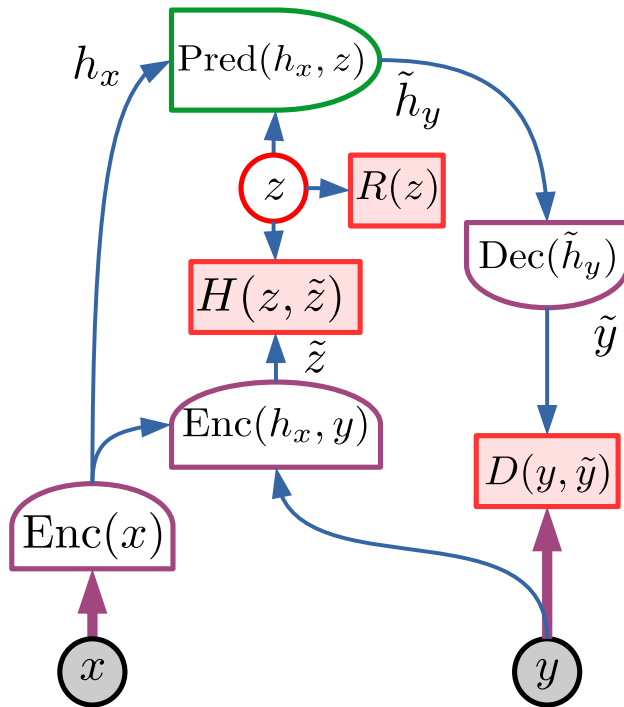 h_x
Pred(h_x, z)
h̃_y
z
R(z)
Dec(h̃_y)
H(z, z̃)
z̃
ỹ
Enc(h_x, y)
D(y, ỹ)
Enc(x)
x
y